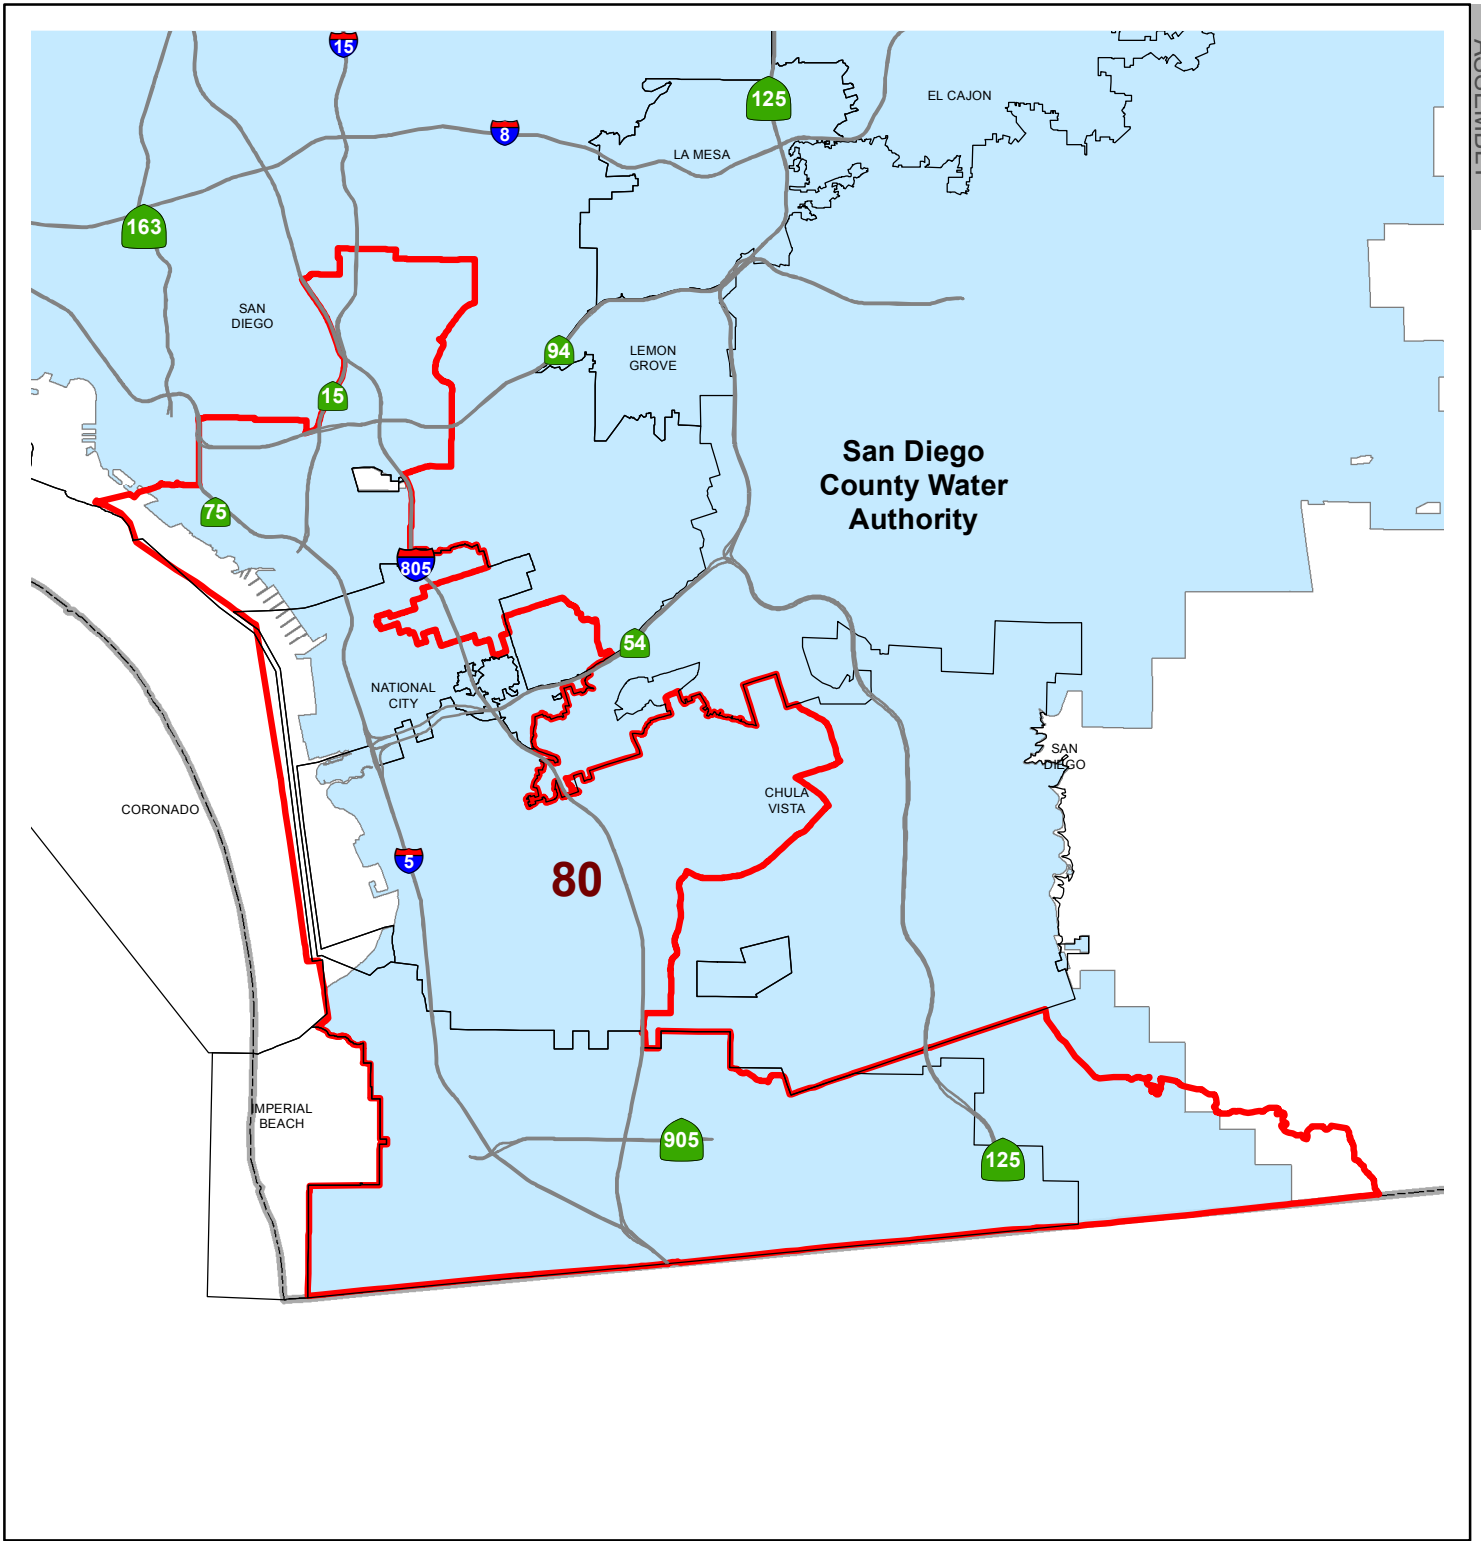 15
125
EL CAJON
8
LA MESA
163
SAN
DIEGO
94
LEMON
GROVE
15
San Diego
County Water
Authority
75
805
54
NATIONAL
CITY
SAN
DIEGO
CORONADO
CHULA
VISTA
5
80
IMPERIAL
BEACH
905
125